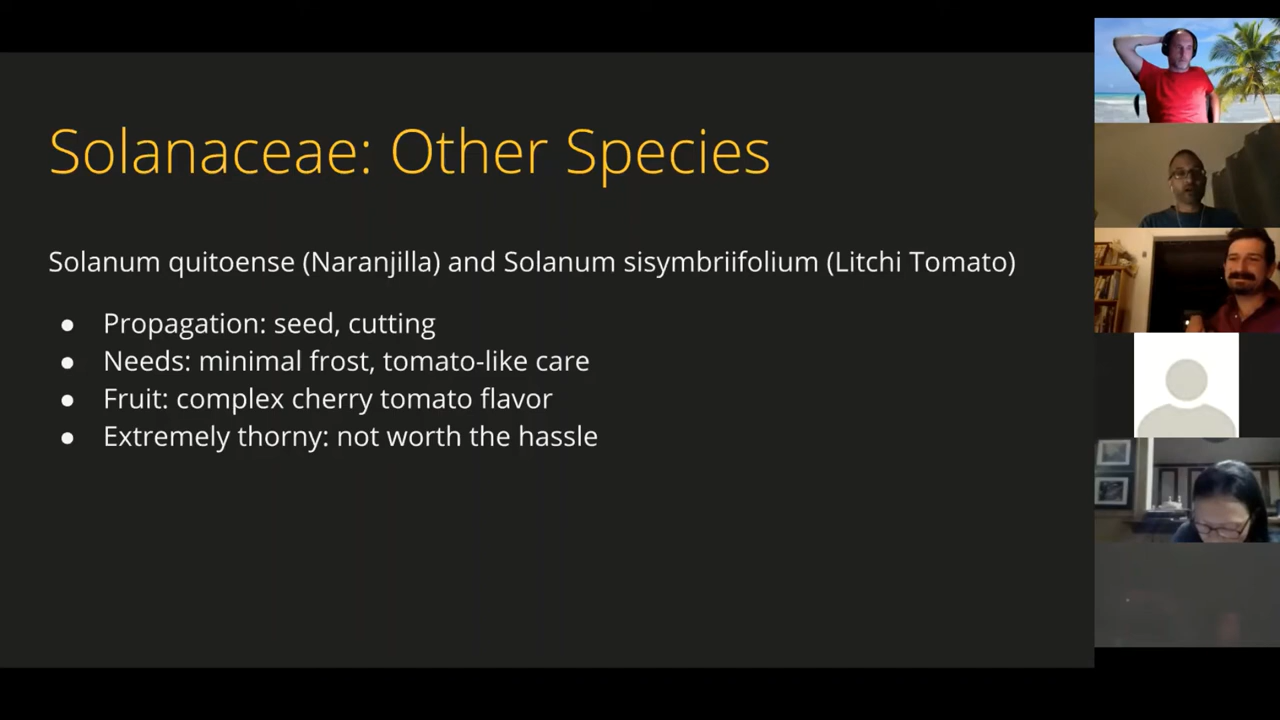 Solanaceae: Other Species
Solanum quitoense (Naranjilla) and Solanum sisymbriifolium (Litchi Tomato)
● Propagation: seed, cutting
● Needs: minimal frost, tomato-like care
● Fruit: complex cherry tomato flavor
● Extremely thorny: not worth the hassle